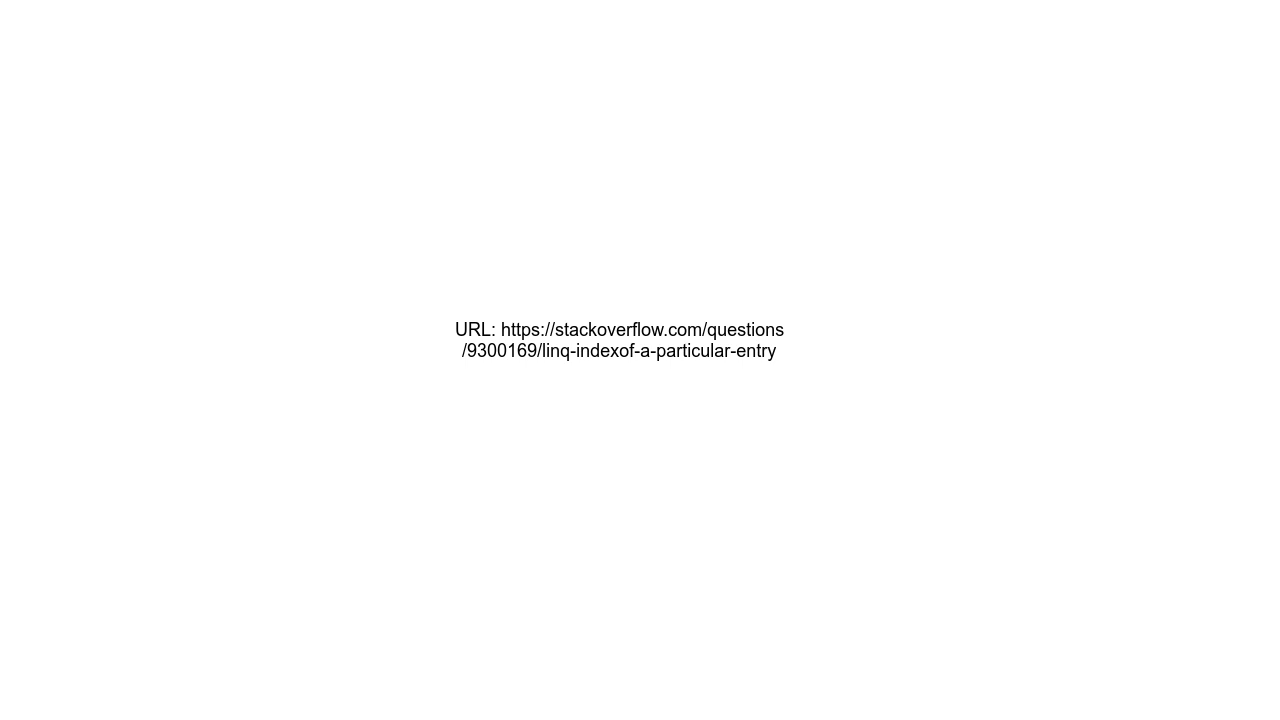 URL: https://stackoverflow.com/questions
/9300169/linq-indexof-a-particular-entry